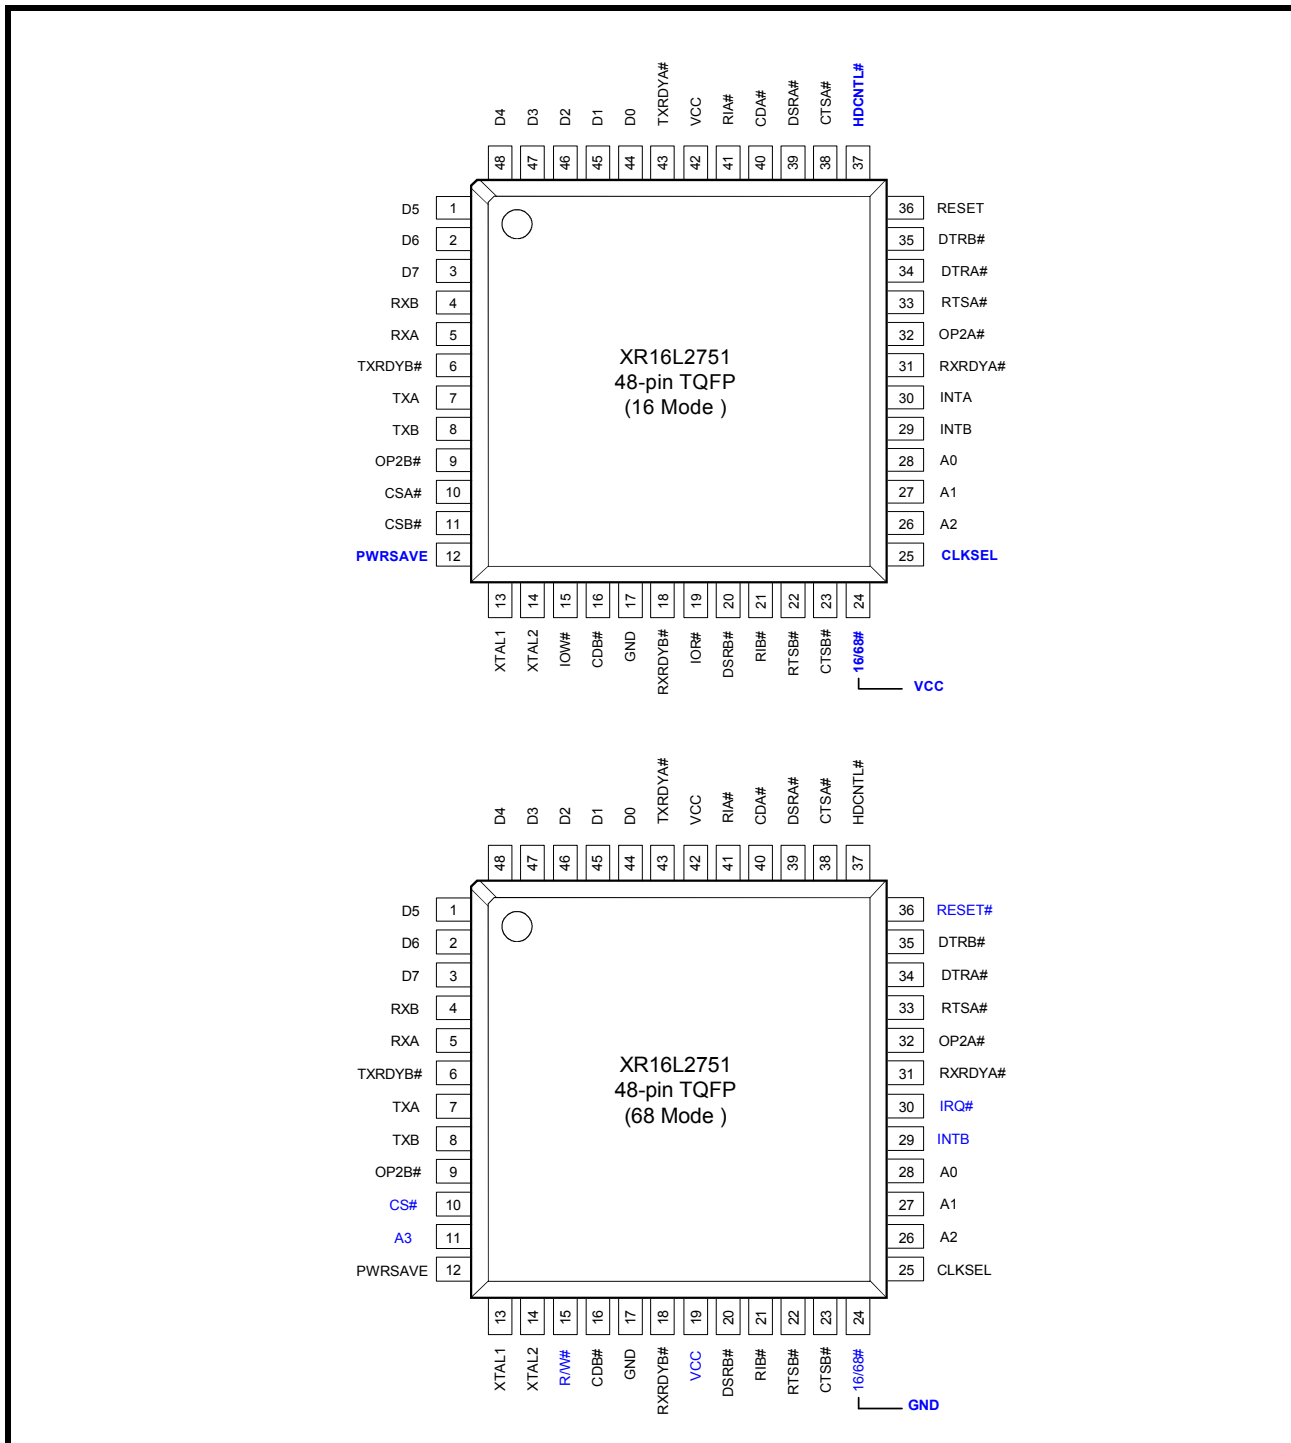 D4 D3 D2 D1 D0 TXRDYA# VCC RIA# CDA# DSRA# CTSA# HDCNTL#
48 47 46 45 44 43 42 41 40 39 38 37
D5 1 36 RESET
D6 2 35 DTRB#
D7 3 34 DTRA#
RXB 4 33 RTSA#
RXA 5 32 OP2A#
XR16L2751
TXRDYB# 6 31 RXRDYA#
48-pin TQFP
TXA 7 30 INTA
(16 Mode )
TXB 8 29 INTB
OP2B# 9 28 A0
CSA# 10 27 A1
CSB# 11 26 A2
PWRSAVE 12 25 CLKSEL
13 14 15 16 17 18 19 20 21 22 23 24
XTAL1 XTAL2 IOW# CDB# GND RXRDYB# IOR# DSRB# RIB# RTSB# CTSB# 16/68#
VCC
D4 D3 D2 D1 D0 TXRDYA# VCC RIA# CDA# DSRA# CTSA# HDCNTL#
48 47 46 45 44 43 42 41 40 39 38 37
D5 1 36 RESET#
D6 2 35 DTRB#
D7 3 34 DTRA#
RXB 4 33 RTSA#
RXA 5 32 OP2A#
XR16L2751
TXRDYB# 6 31 RXRDYA#
48-pin TQFP
TXA 7 30 IRQ#
(68 Mode )
TXB 8 29 INTB
OP2B# 9 28 A0
CS# 10 27 A1
A3 11 26 A2
PWRSAVE 12 25 CLKSEL
13 14 15 16 17 18 19 20 21 22 23 24
XTAL1 XTAL2 R/W# CDB# GND RXRDYB# VCC DSRB# RIB# RTSB# CTSB# 16/68#
GND